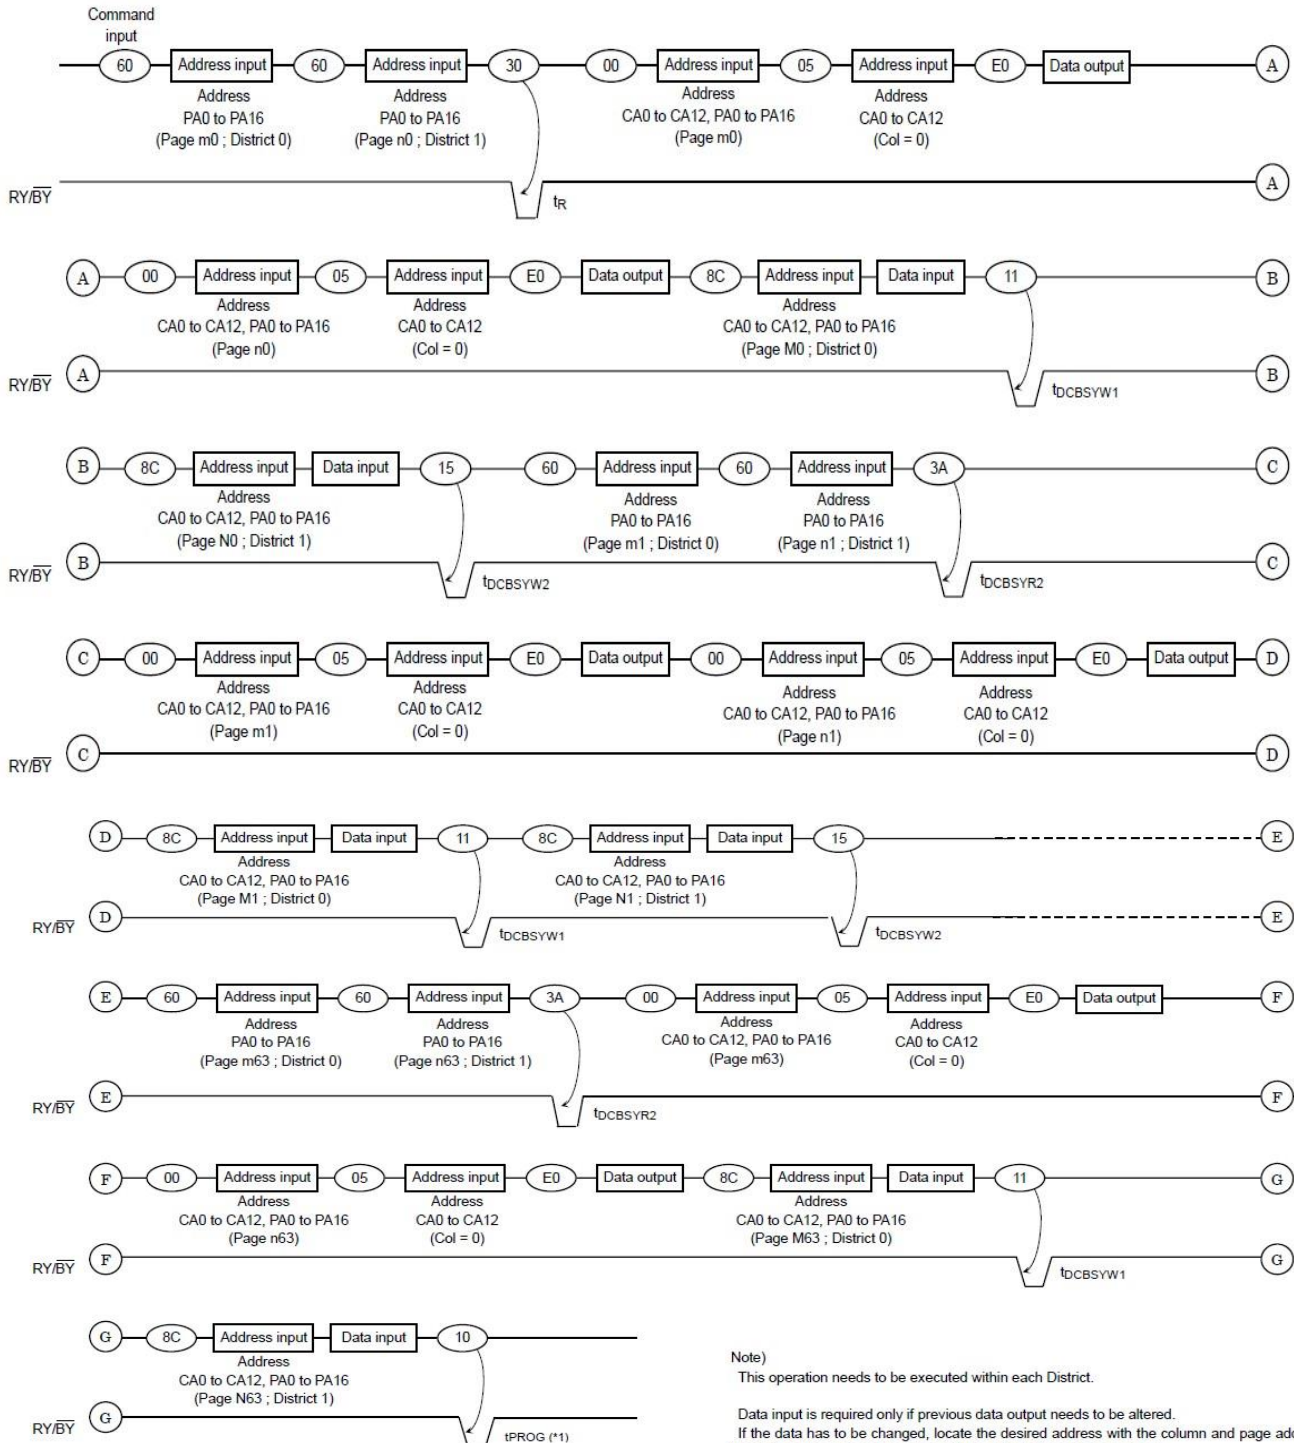 Command
input
60 Address input 60 Address input 30 00 Address input 05 Address input E0 Data output A
Address Address Address Address
PA0 to PA16 PA0 to PA16 CA0 to CA12, PA0 to PA16 CA0 to CA12
(Page m0 ; District 0) (Page n0 ; District 1) (Page m0) (Col = 0)
RY/BY tR A
A 00 Address input 05 Address input E0 Data output 8C Address input Data input 11 B
Address Address Address
CA0 to CA12, PA0 to PA16 CA0 to CA12 CA0 to CA12, PA0 to PA16
(Page n0) (Col = 0) (Page M0 ; District 0)
RY/BY A tDCBSYW1 B
B 8C Address input Data input 15 60 Address input 60 Address input 3A C
Address Address Address
CA0 to CA12, PA0 to PA16 PA0 to PA16 PA0 to PA16
(Page N0 ; District 1) (Page m1 ; District 0) (Page n1 ; District 1)
RY/BY B tDCBSYW2 tDCBSYR2 C
C 00 Address input 05 Address input E0 Data output 00 Address input 05 Address input E0 Data output D
Address Address Address Address
CA0 to CA12, PA0 to PA16 CA0 to CA12 CA0 to CA12, PA0 to PA16 CA0 to CA12
(Page m1) (Col = 0) (Page n1) (Col = 0)
RY/BY C D
D 8C Address input Data input 11 8C Address input Data input 15 E
Address Address
CA0 to CA12, PA0 to PA16 CA0 to CA12, PA0 to PA16
(Page M1 ; District 0) (Page N1 ; District 1)
RY/BY D tDCBSYW1 tDCBSYW2 E
E 60 Address input 60 Address input 3A 00 Address input 05 Address input E0 Data output F
Address Address Address Address
PA0 to PA16 PA0 to PA16 CA0 to CA12, PA0 to PA16 CA0 to CA12
(Page m63 ; District 0) (Page n63 ; District 1) (Page m63) (Col = 0)
RY/BY E tDCBSYR2 F
F 00 Address input 05 Address input E0 Data output 8C Address input Data input 11 G
Address Address Address
CA0 to CA12, PA0 to PA16 CA0 to CA12 CA0 to CA12, PA0 to PA16
(Page n63) (Col = 0) (Page M63 ; District 0)
RY/BY F tDCBSYW1 G
G 8C Address input Data input 10
Address
CA0 to CA12, PA0 to PA16
(Page N63 ; District 1)
RY/BY G tPROG (*1)
Note)
This operation needs to be executed within each District.
Data input is required only if previous data output needs to be altered.
If the data has to be changed, locate the desired address with the column and page